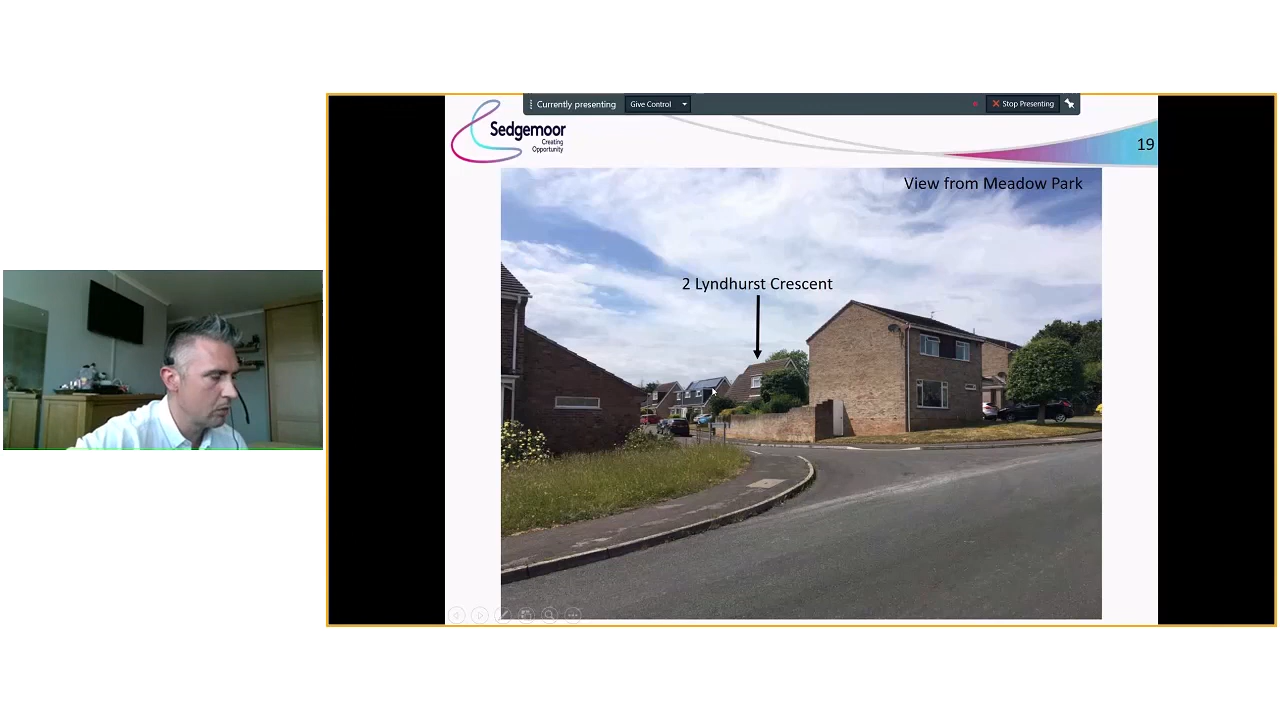 Currently presenting
Give Control
Stop Presenting
Sedgemoor
Creating
Opportunity
19
View from Meadow Park
2 Lyndhurst Crescent